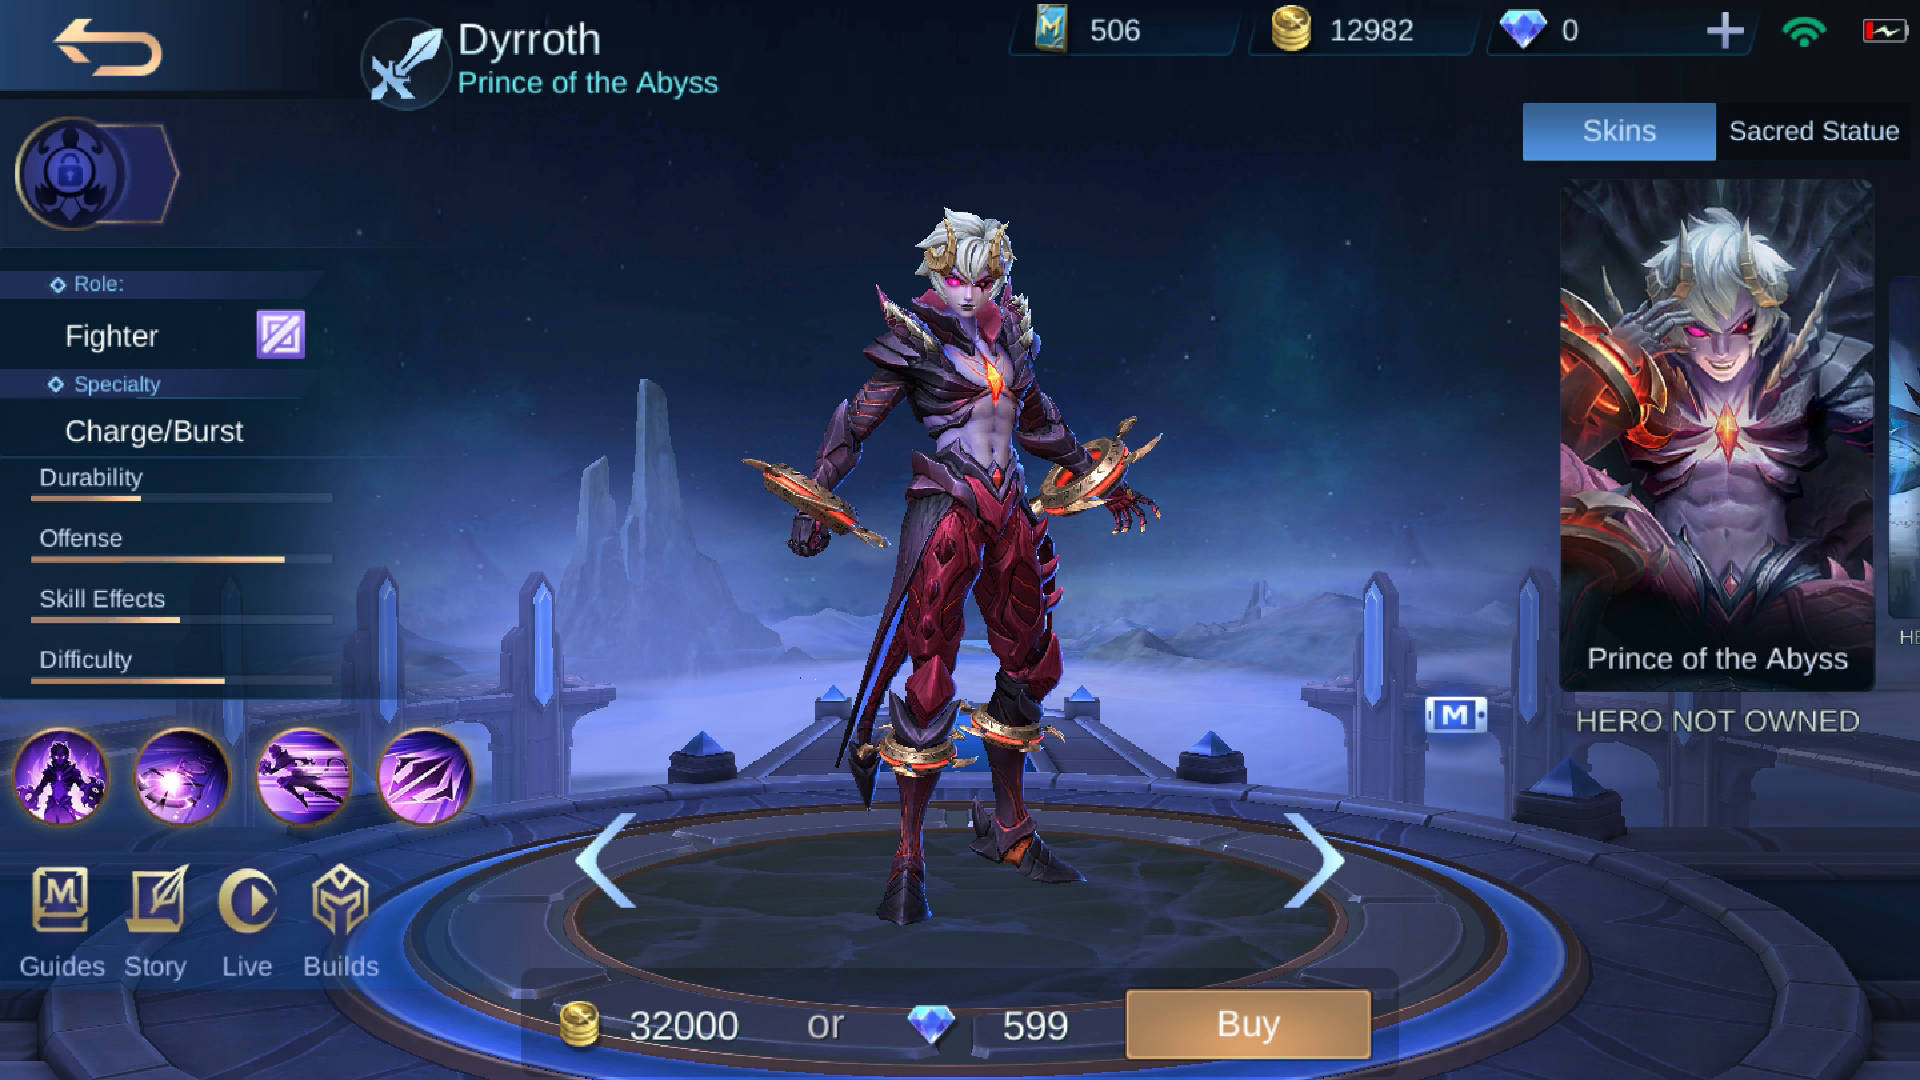 Dyrroth
Prince of the Abyss
506
12982
0
Skins
Sacred Statue
Role:
Fighter
Specialty
Charge/Burst
Durability
Offense
Skill Effects
Difficulty
Prince of the Abyss
HERO NOT OWNED
HE
M
M
Guides
Story
Live
Builds
32000
or
599
Buy